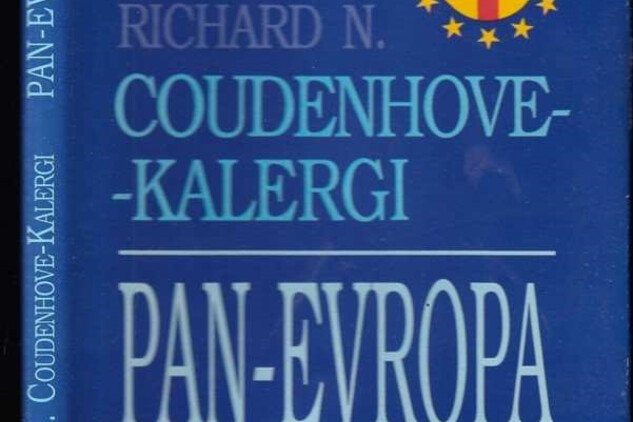 RICHARD N.
COUDENHOVE-
-KALERGI
PAN-EVROPA
. COUDENHOVE-KALERGI PAN-EV